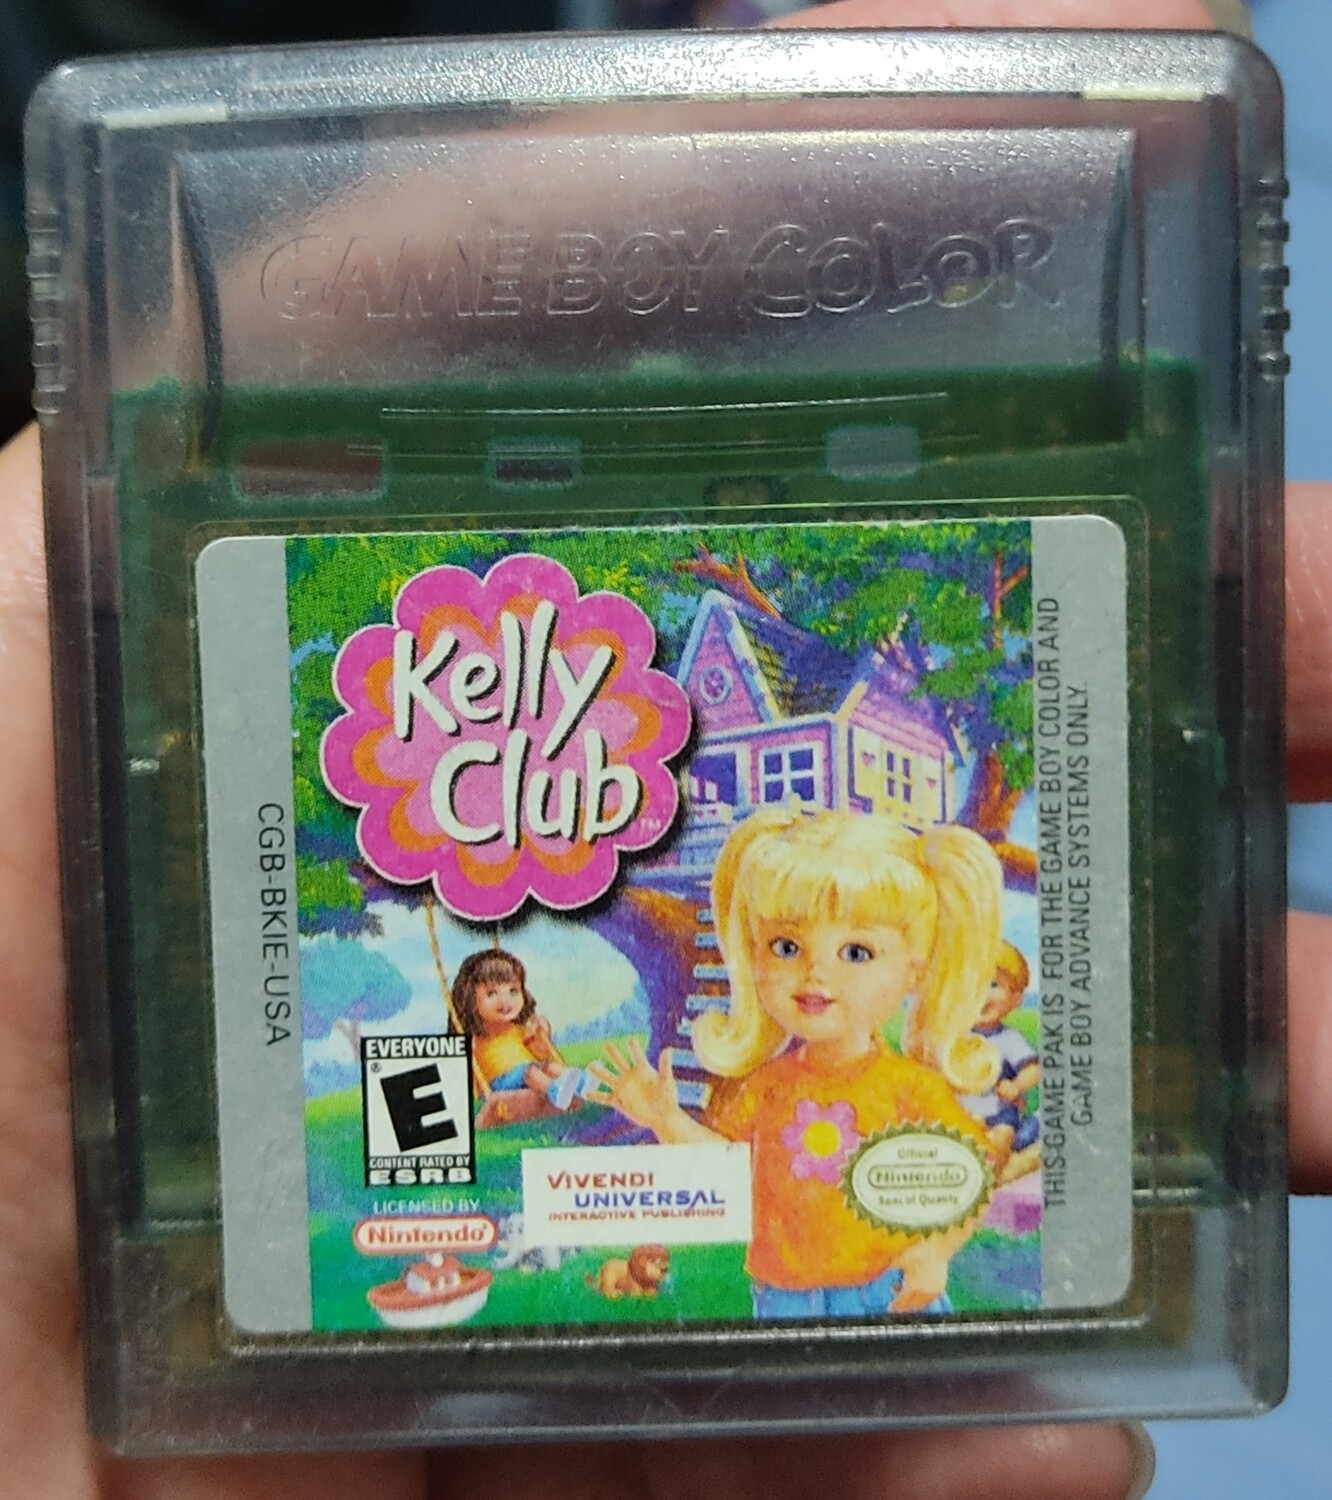 GAME BOY COLOR
Kelly
Club
TM
CGB-BKIE-USA
THIS GAME PAK IS FOR THE GAME BOY COLOR AND
GAME BOY ADVANCE SYSTEMS ONLY.
EVERYONE
E
®
CONTENT RATED BY
ESRB
LICENSED BY
Nintendo®
VIVENDI
UNIVERSAL
INTERACTIVE PUBLISHING
Official
Nintendo
Seal of Quality